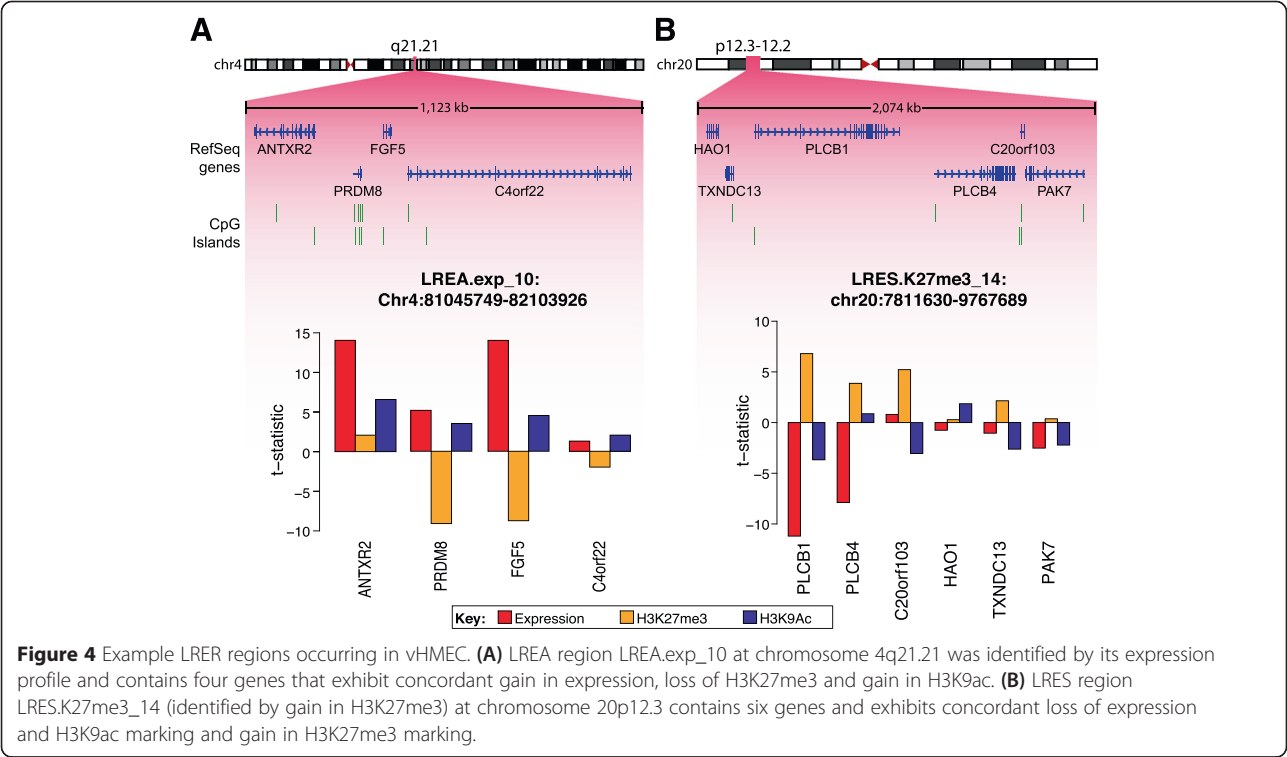 A
q21.21
chr4
1,123 kb
RefSeq
genes
ANTXR2
FGF5
PRDM8
C4orf22
CpG
Islands
LREA.exp_10:
Chr4:81045749-82103926
t−statistic
15
10
5
0
−5
−10
ANTXR2
PRDM8
FGF5
C4orf22
B
p12.3-12.2
chr20
2,074 kb
HAO1
PLCB1
C20orf103
TXNDC13
PLCB4
PAK7
LRES.K27me3_14:
chr20:7811630-9767689
t−statistic
10
5
0
−5
−10
PLCB1
PLCB4
C20orf103
HAO1
TXNDC13
PAK7
Key: Expression H3K27me3 H3K9Ac
Figure 4 Example LRER regions occurring in vHMEC. (A) LREA region LREA.exp_10 at chromosome 4q21.21 was identified by its expression
profile and contains four genes that exhibit concordant gain in expression, loss of H3K27me3 and gain in H3K9ac. (B) LRES region
LRES.K27me3_14 (identified by gain in H3K27me3) at chromosome 20p12.3 contains six genes and exhibits concordant loss of expression
and H3K9ac marking and gain in H3K27me3 marking.